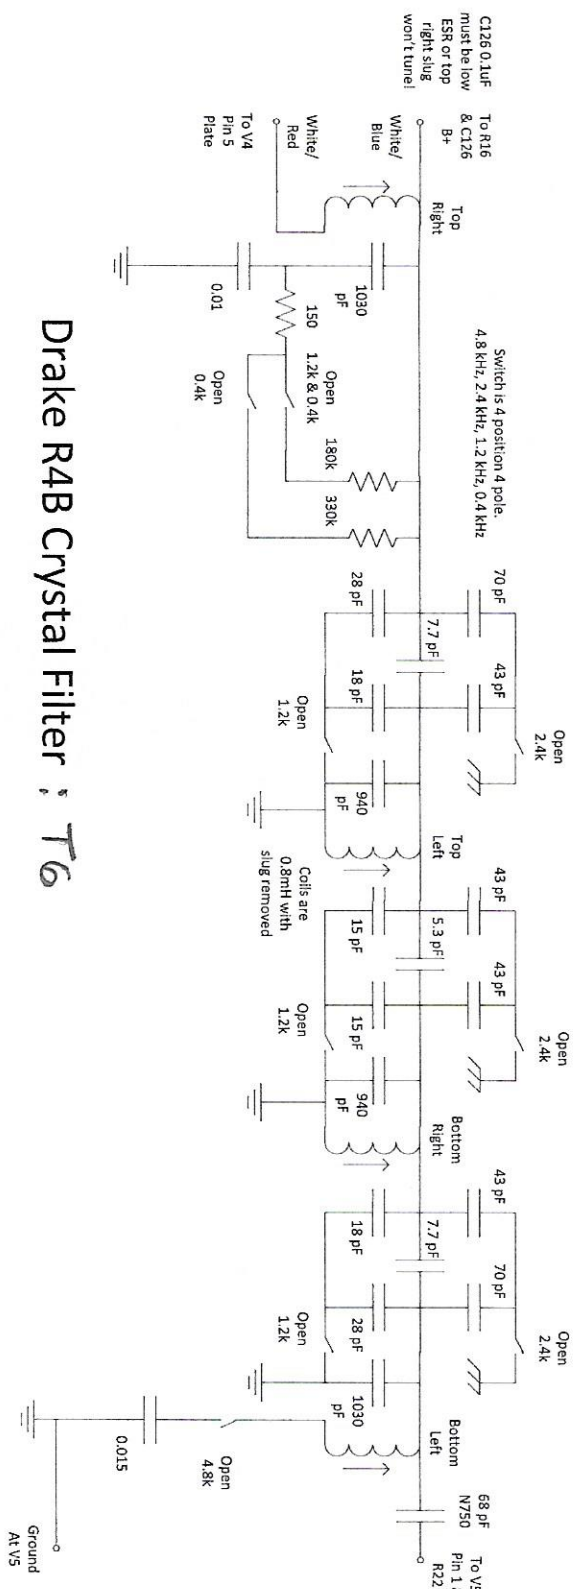 C126 0.1uF
must be low
ESR or top
right slug
won't tune!
To R16
& C126
B+
White/
Blue
White/
Red
To V4
Pin 5
Plate
Top
Right
1030
pF
0.01
150
Open
1.2k & 0.4k
Open
0.4k
180k
330k
Switch is 4 position 4 pole.
4.8 kHz, 2.4 kHz, 1.2 kHz, 0.4 kHz
70 pF
43 pF
Open
2.4k
7.7 pF
28 pF
18 pF
940
pF
Open
1.2k
Top
Left
Coils are
0.8mH with
slug removed
43 pF
43 pF
Open
2.4k
5.3 pF
15 pF
15 pF
940
pF
Open
1.2k
Bottom
Right
43 pF
70 pF
Open
2.4k
7.7 pF
18 pF
28 pF
1030
pF
Open
1.2k
Bottom
Left
68 pF
N750
To V5
Pin 1
R22
Open
4.8k
0.015
Ground
At V5
Drake R4B Crystal Filter : T6